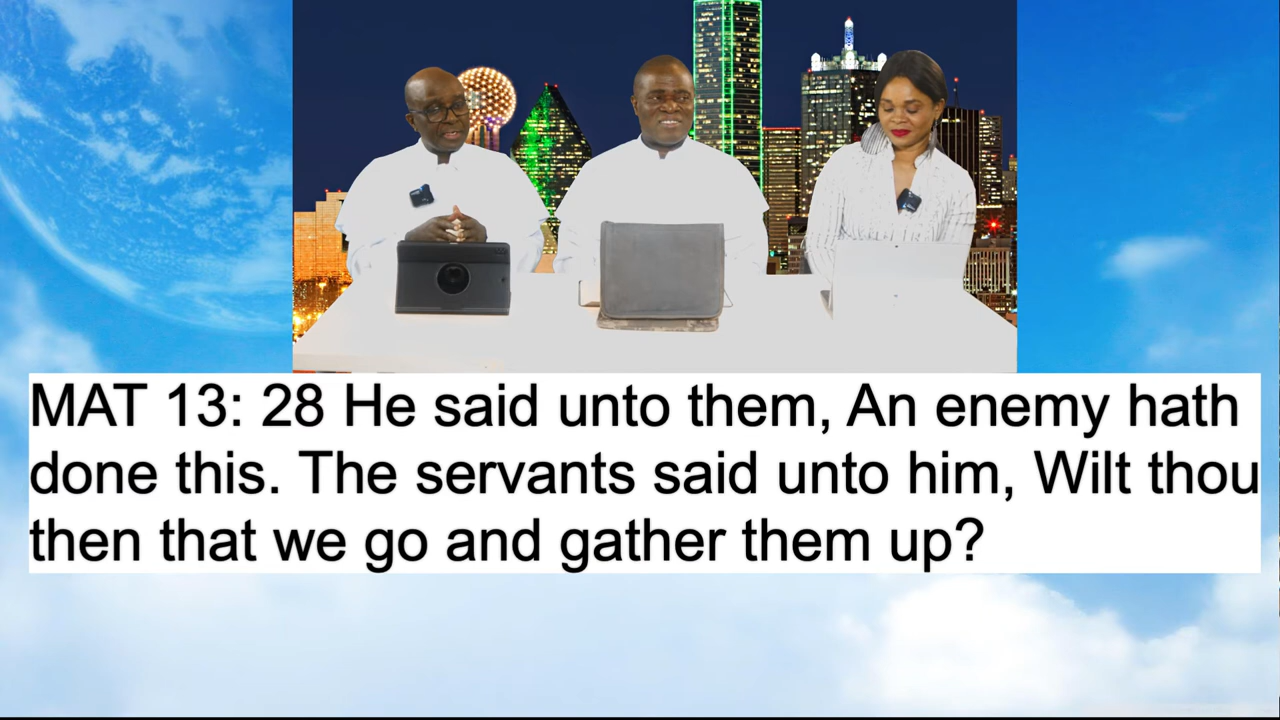 MAT 13: 28 He said unto them, An enemy hath
done this. The servants said unto him, Wilt thou
then that we go and gather them up?